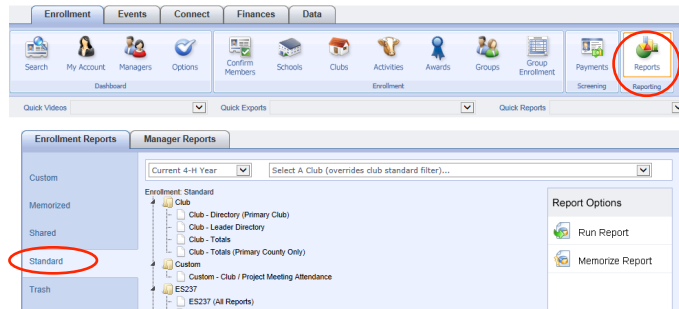 Enrollment Events Connect Finances Data
Search My Account Managers Options Confirm Members Schools Clubs Activities Awards Groups Group Enrollment Payments Reports
Dashboard Enrollment Screening Reporting
Quick Videos Quick Exports Quick Reports
Enrollment Reports Manager Reports
Current 4-H Year Select A Club (overrides club standard filter)...
Custom
Memorized
Shared
Standard
Trash
Enrollment: Standard
Club
Club - Directory (Primary Club)
Club - Leader Directory
Club - Totals
Club - Totals (Primary County Only)
Custom
Custom - Club / Project Meeting Attendance
ES237
ES237 (All Reports)
Report Options
Run Report
Memorize Report